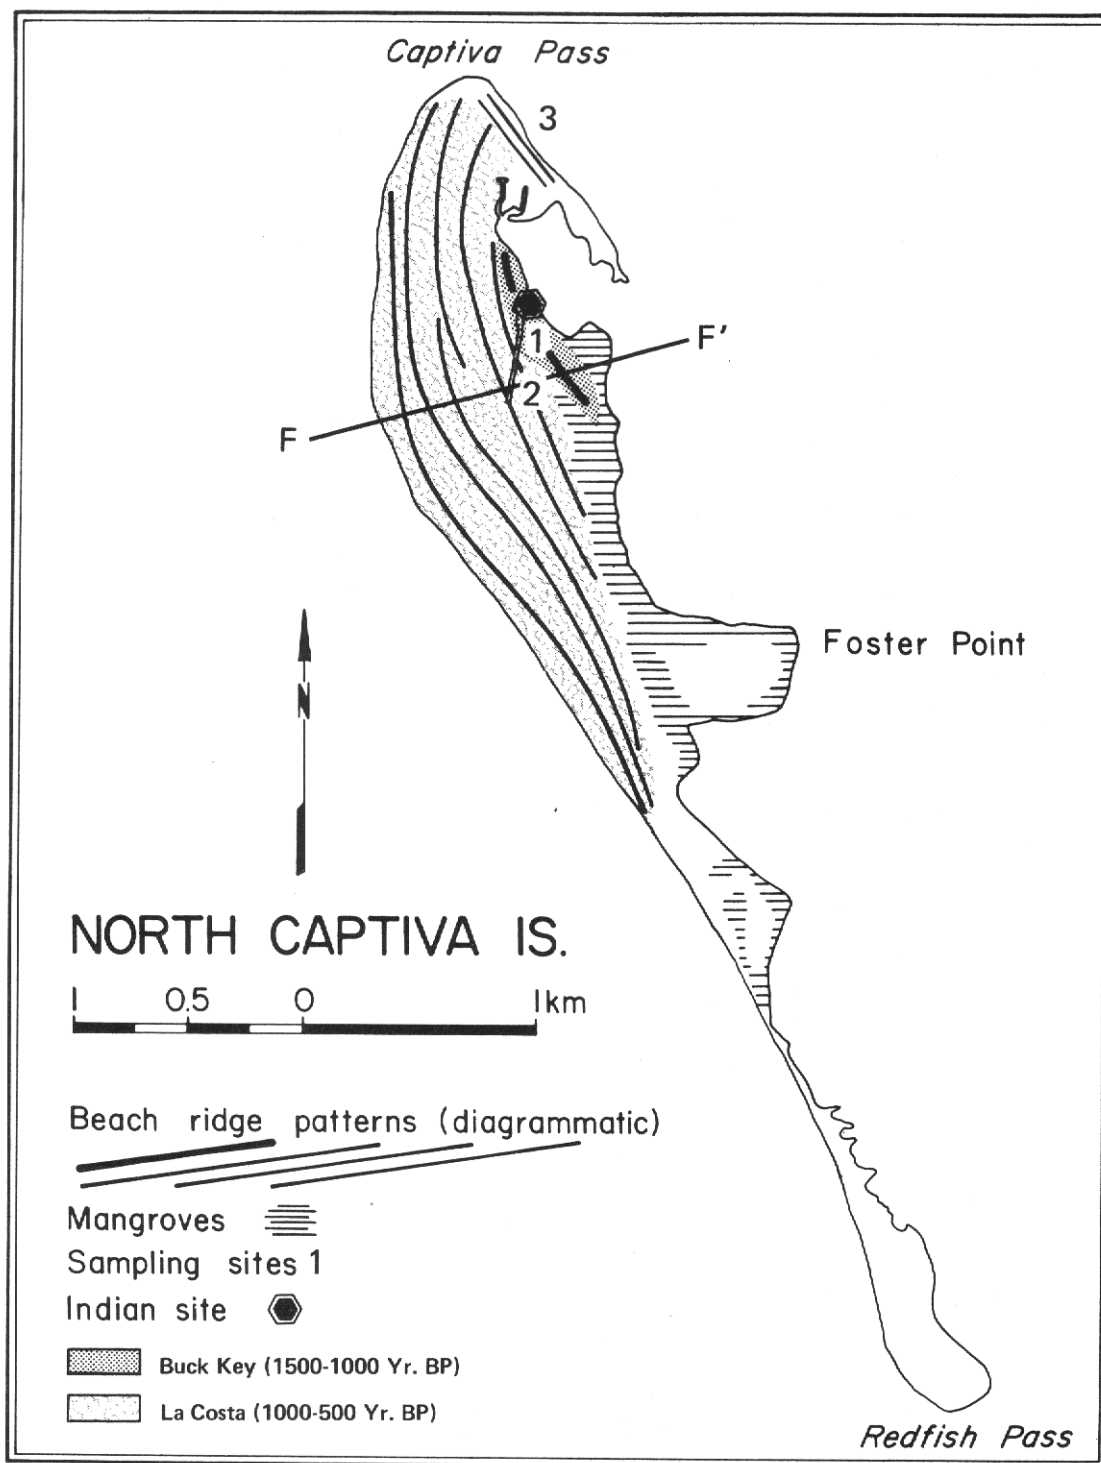 Captiva Pass
3
1
F'
2
F
Foster Point
N
NORTH CAPTIVA IS.
1 0.5 0 1km
Beach ridge patterns (diagrammatic)
Mangroves
Sampling sites 1
Indian site
Buck Key (1500-1000 Yr. BP)
La Costa (1000-500 Yr. BP)
Redfish Pass